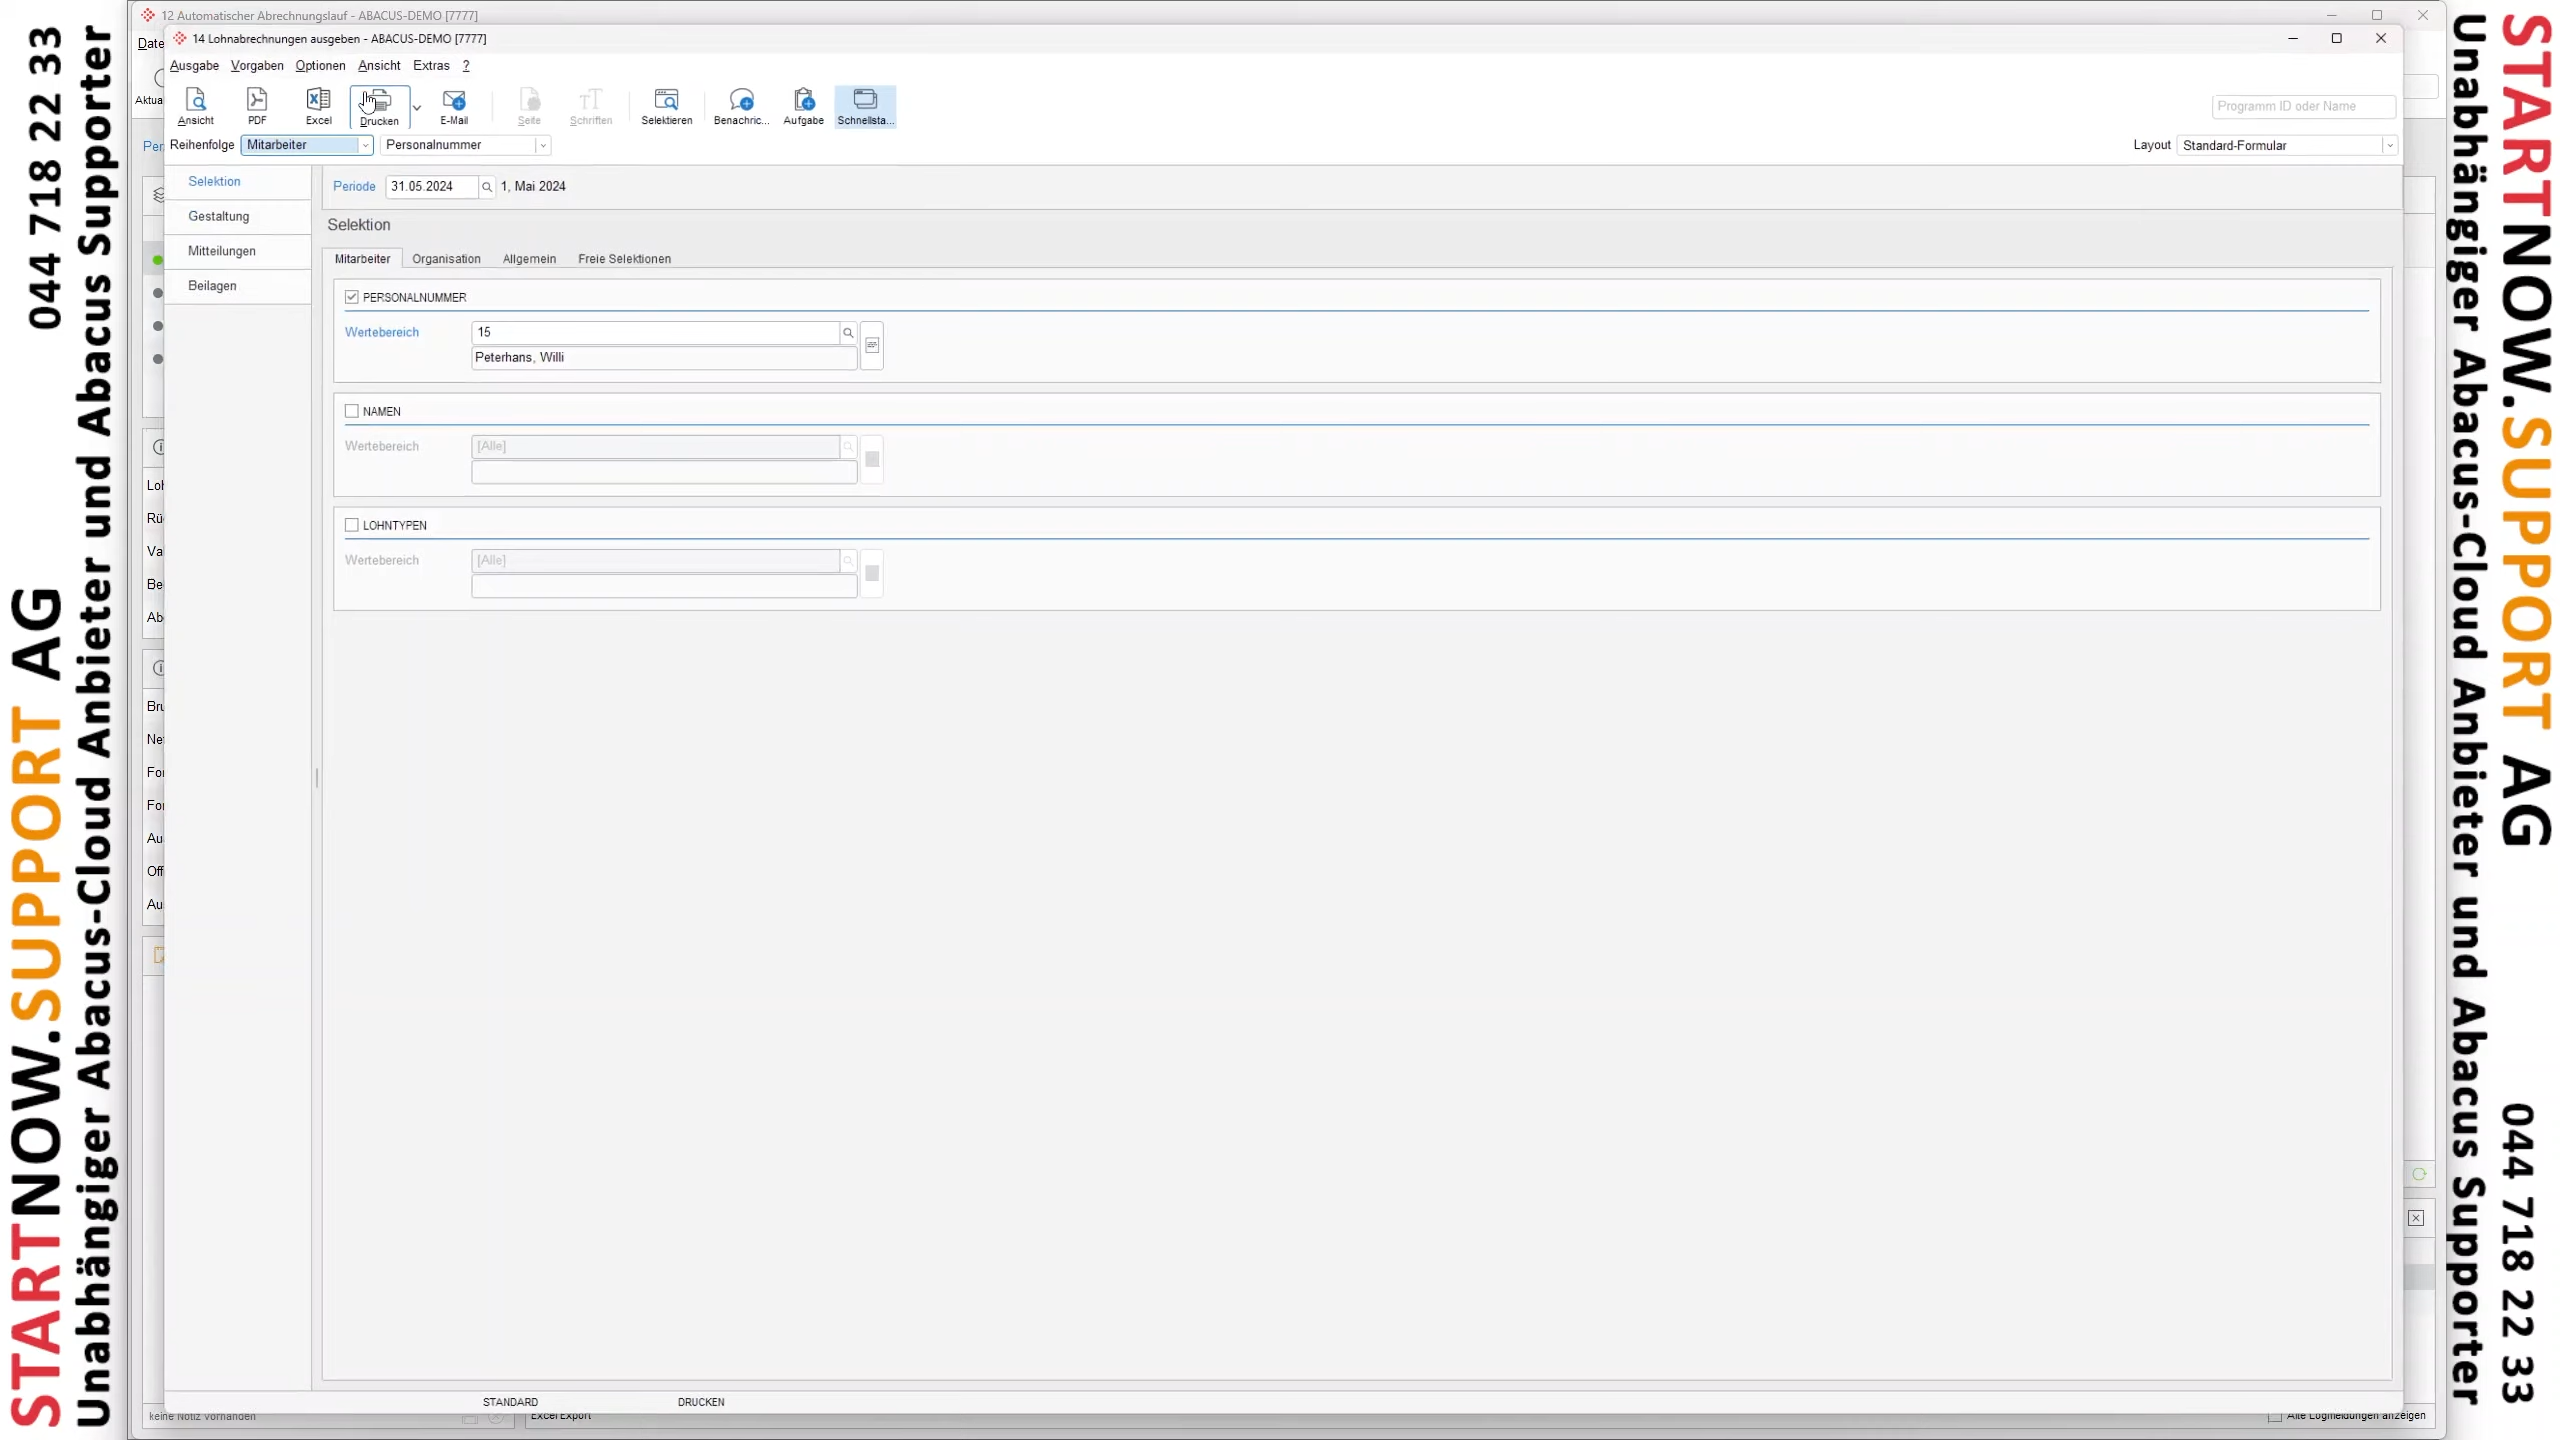 12 Automatischer Abrechnungslauf - ABACUS-DEMO [7777]
14 Lohnabrechnungen ausgeben - ABACUS-DEMO [7777]
Ausgabe Vorgaben Optionen Ansicht Extras ?
Ansicht PDF Excel Drucken E-Mail Seite Schriften Selektieren Benachric... Aufgabe Schnellsta...
Programm ID oder Name
Reihenfolge Mitarbeiter Personalnummer
Layout Standard-Formular
Selektion
Gestaltung
Mitteilungen
Beilagen
Periode 31.05.2024 1, Mai 2024
Selektion
Mitarbeiter Organisation Allgemein Freie Selektionen
PERSONALNUMMER
Wertebereich 15
Peterhans, Willi
NAMEN
Wertebereich [Alle]
LOHNTYPEN
Wertebereich [Alle]
STANDARD DRUCKEN
keine Notiz vorhanden
Excel Export
Alle Logmeldungen anzeigen
STARTNOW.SUPPORT AG 044 718 22 33
Unabhängiger Abacus-Cloud Anbieter und Abacus Supporter
STARTNOW.SUPPORT AG 044 718 22 33
Unabhängiger Abacus-Cloud Anbieter und Abacus Supporter